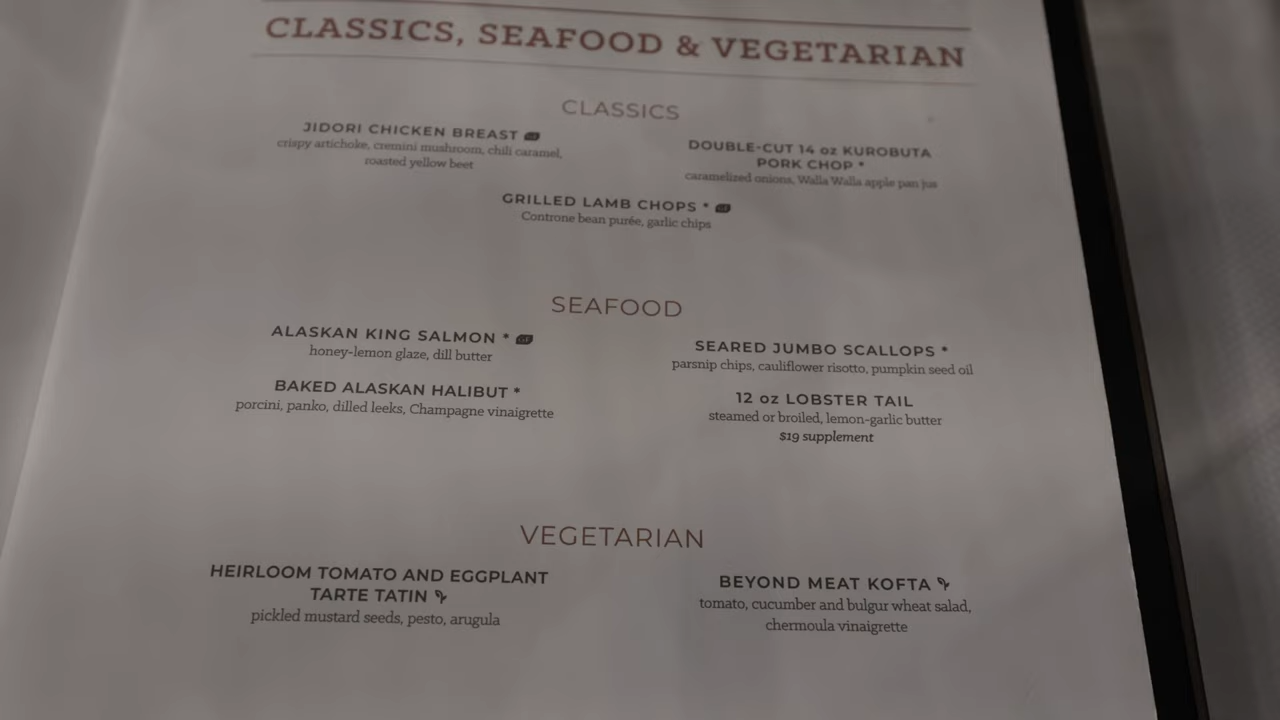 CLASSICS, SEAFOOD & VEGETARIAN
CLASSICS
JIDORI CHICKEN BREAST GF
crispy artichoke, cremini mushroom, chili caramel,
roasted yellow beet
DOUBLE-CUT 14 oz KUROBUTA
PORK CHOP *
caramelized onions, Walla Walla apple pan jus
GRILLED LAMB CHOPS * GF
Controne bean purée, garlic chips
SEAFOOD
ALASKAN KING SALMON * GF
honey-lemon glaze, dill butter
SEARED JUMBO SCALLOPS *
parsnip chips, cauliflower risotto, pumpkin seed oil
BAKED ALASKAN HALIBUT *
porcini, panko, dilled leeks, Champagne vinaigrette
12 oz LOBSTER TAIL
steamed or broiled, lemon-garlic butter
$19 supplement
VEGETARIAN
HEIRLOOM TOMATO AND EGGPLANT
TARTE TATIN
pickled mustard seeds, pesto, arugula
BEYOND MEAT KOFTA
tomato, cucumber and bulgur wheat salad,
chermoula vinaigrette